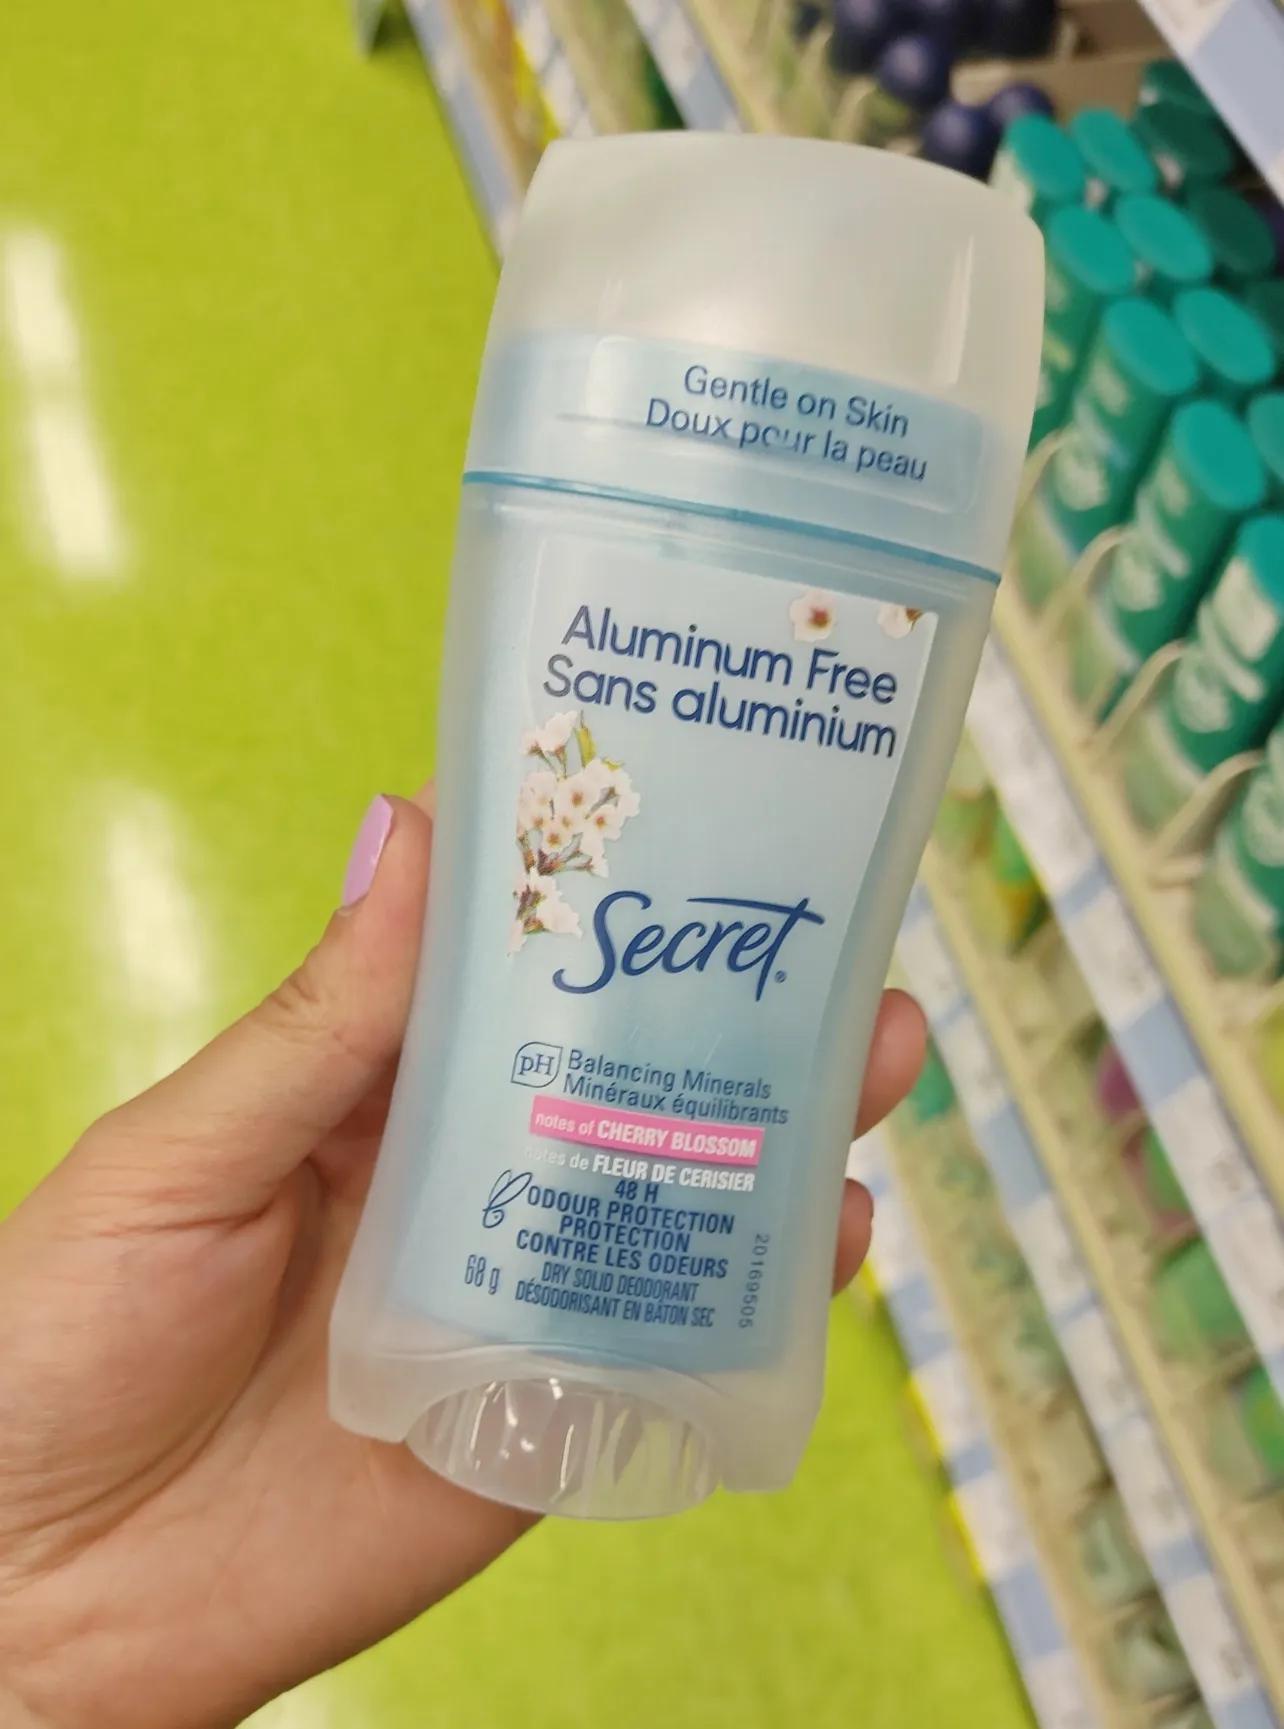 Gentle on Skin
Doux pour la peau
Aluminum Free
Sans aluminium
Secret®
pH Balancing Minerals
Minéraux équilibrants
notes of CHERRY BLOSSOM
notes de FLEUR DE CERISIER
48 H
ODOUR PROTECTION
PROTECTION
CONTRE LES ODEURS
68 g
DRY SOLID DEODORANT
DÉSODORISANT EN BÂTON SEC
20169505